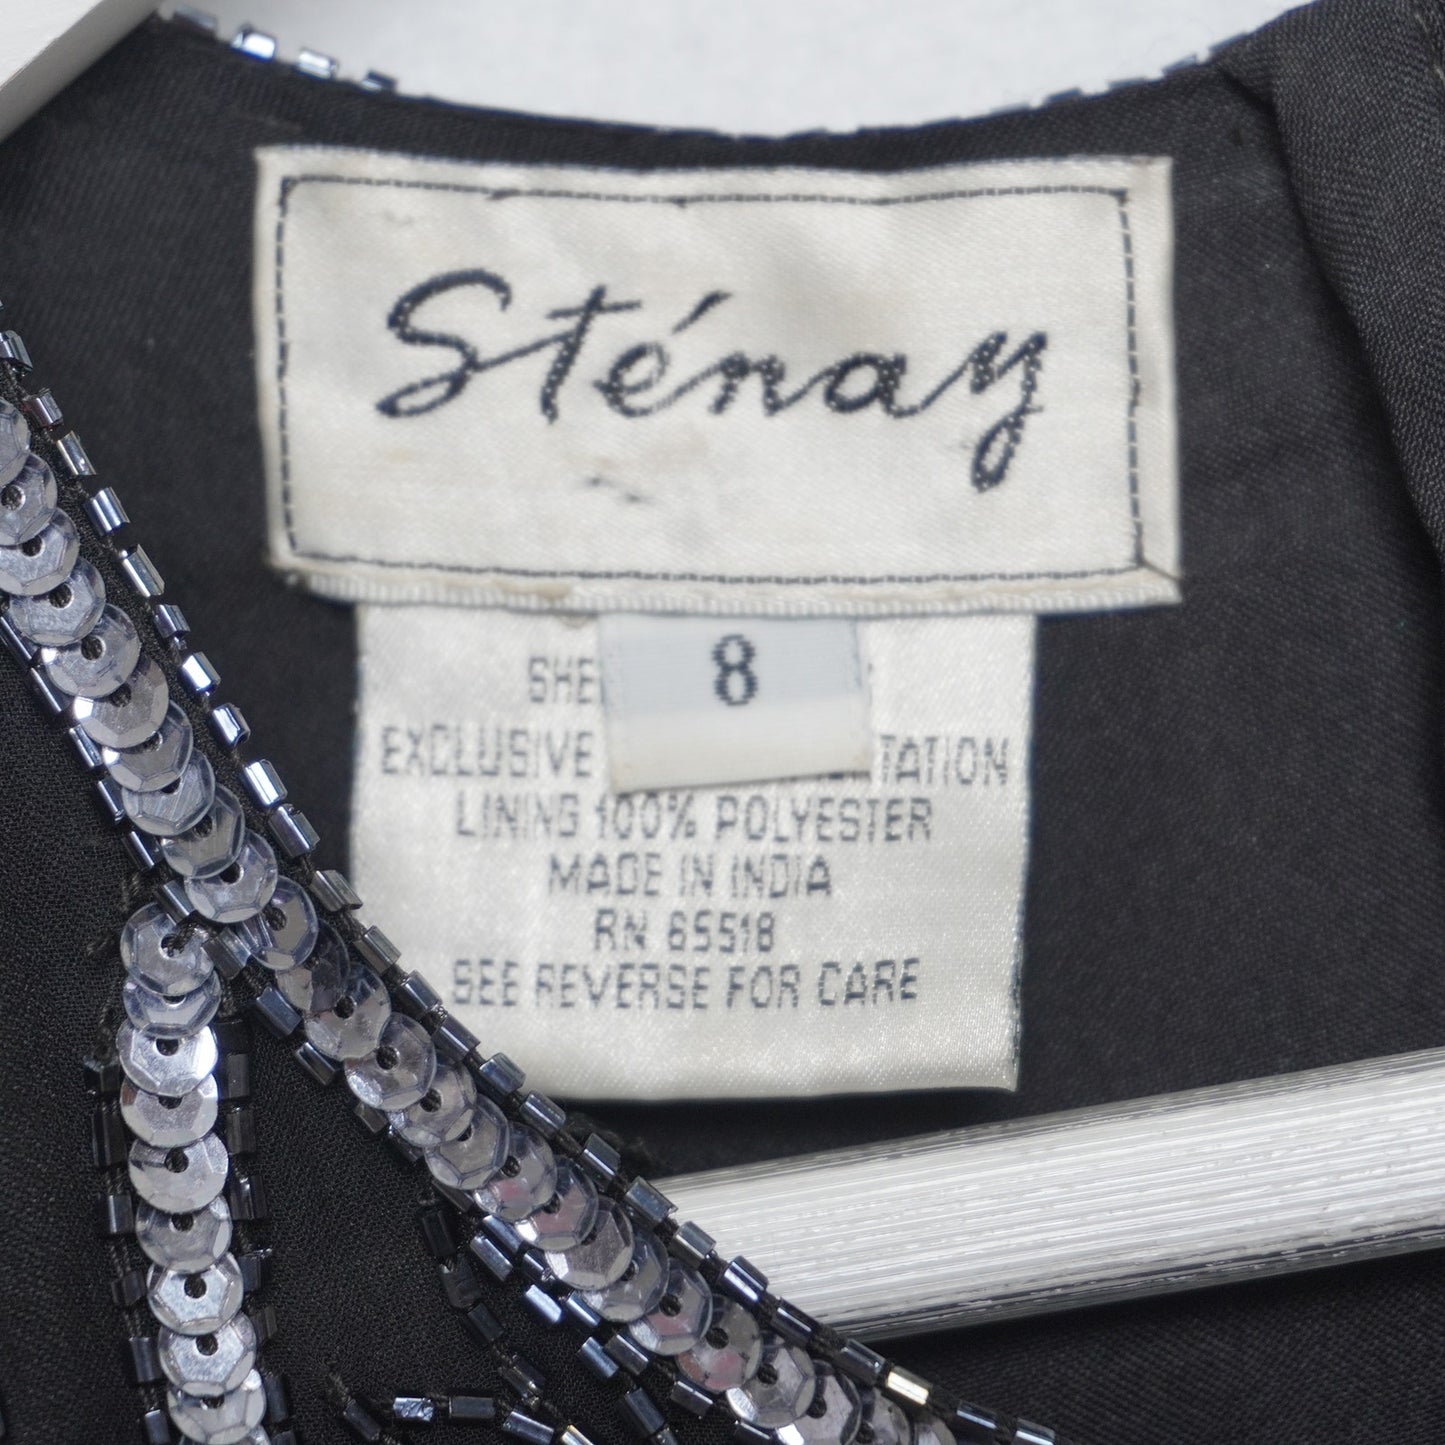 Sténay
8
SHE
EXCLUSIVE TATION
LINING 100% POLYESTER
MADE IN INDIA
RN 65518
SEE REVERSE FOR CARE